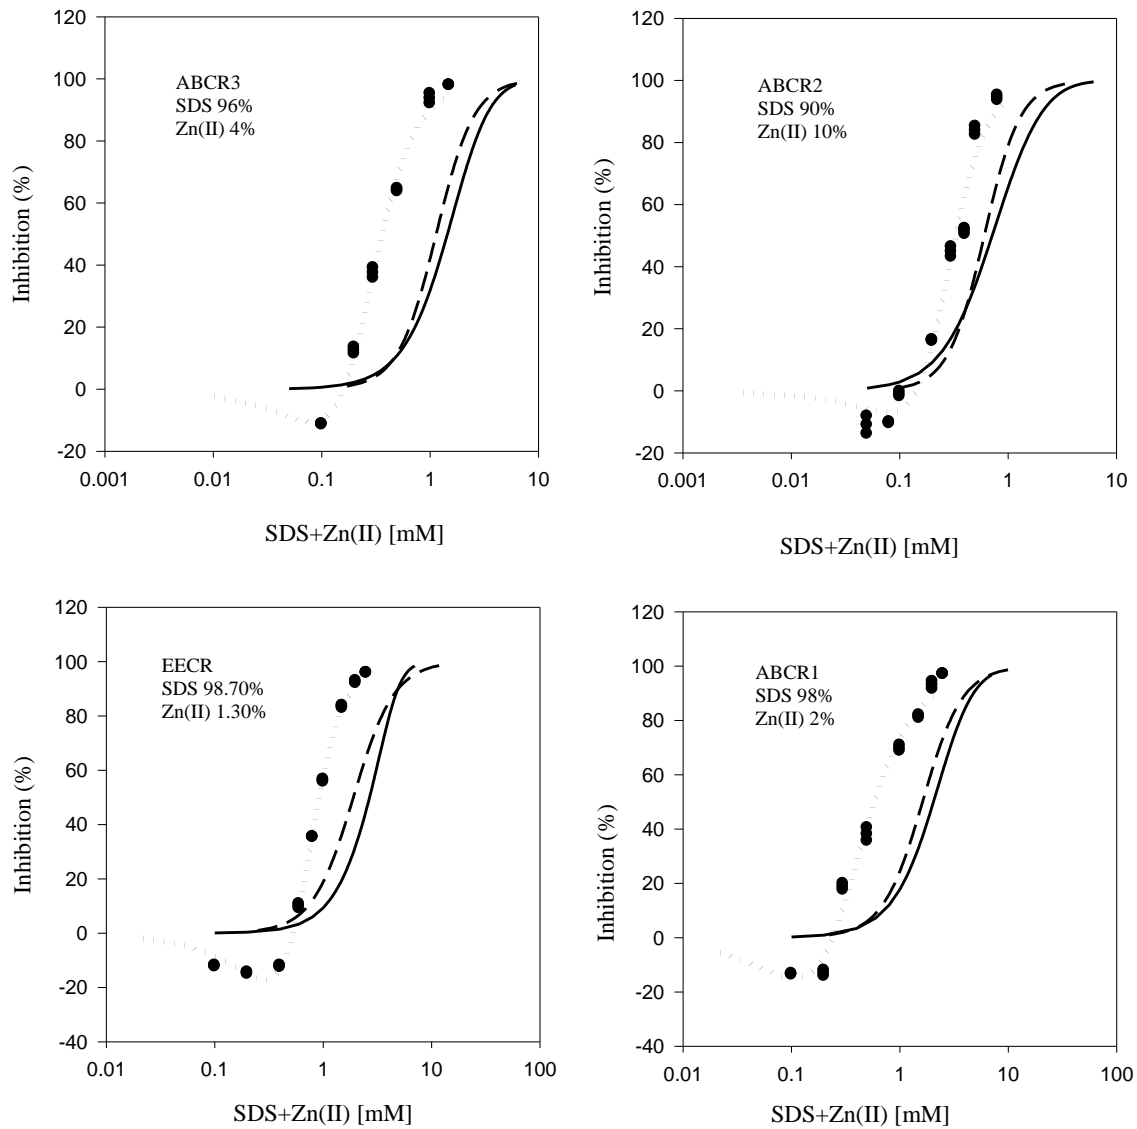 120
100
80
60
40
20
0
-20
Inhibition (%)
ABCR3
SDS 96%
Zn(II) 4%
0.001
0.01
0.1
1
10
SDS+Zn(II) [mM]
120
100
80
60
40
20
0
-20
Inhibition (%)
ABCR2
SDS 90%
Zn(II) 10%
0.001
0.01
0.1
1
10
SDS+Zn(II) [mM]
120
100
80
60
40
20
0
-20
-40
Inhibition (%)
EECR
SDS 98.70%
Zn(II) 1.30%
0.01
0.1
1
10
100
SDS+Zn(II) [mM]
120
100
80
60
40
20
0
-20
-40
Inhibition (%)
ABCR1
SDS 98%
Zn(II) 2%
0.01
0.1
1
10
100
SDS+Zn(II) [mM]